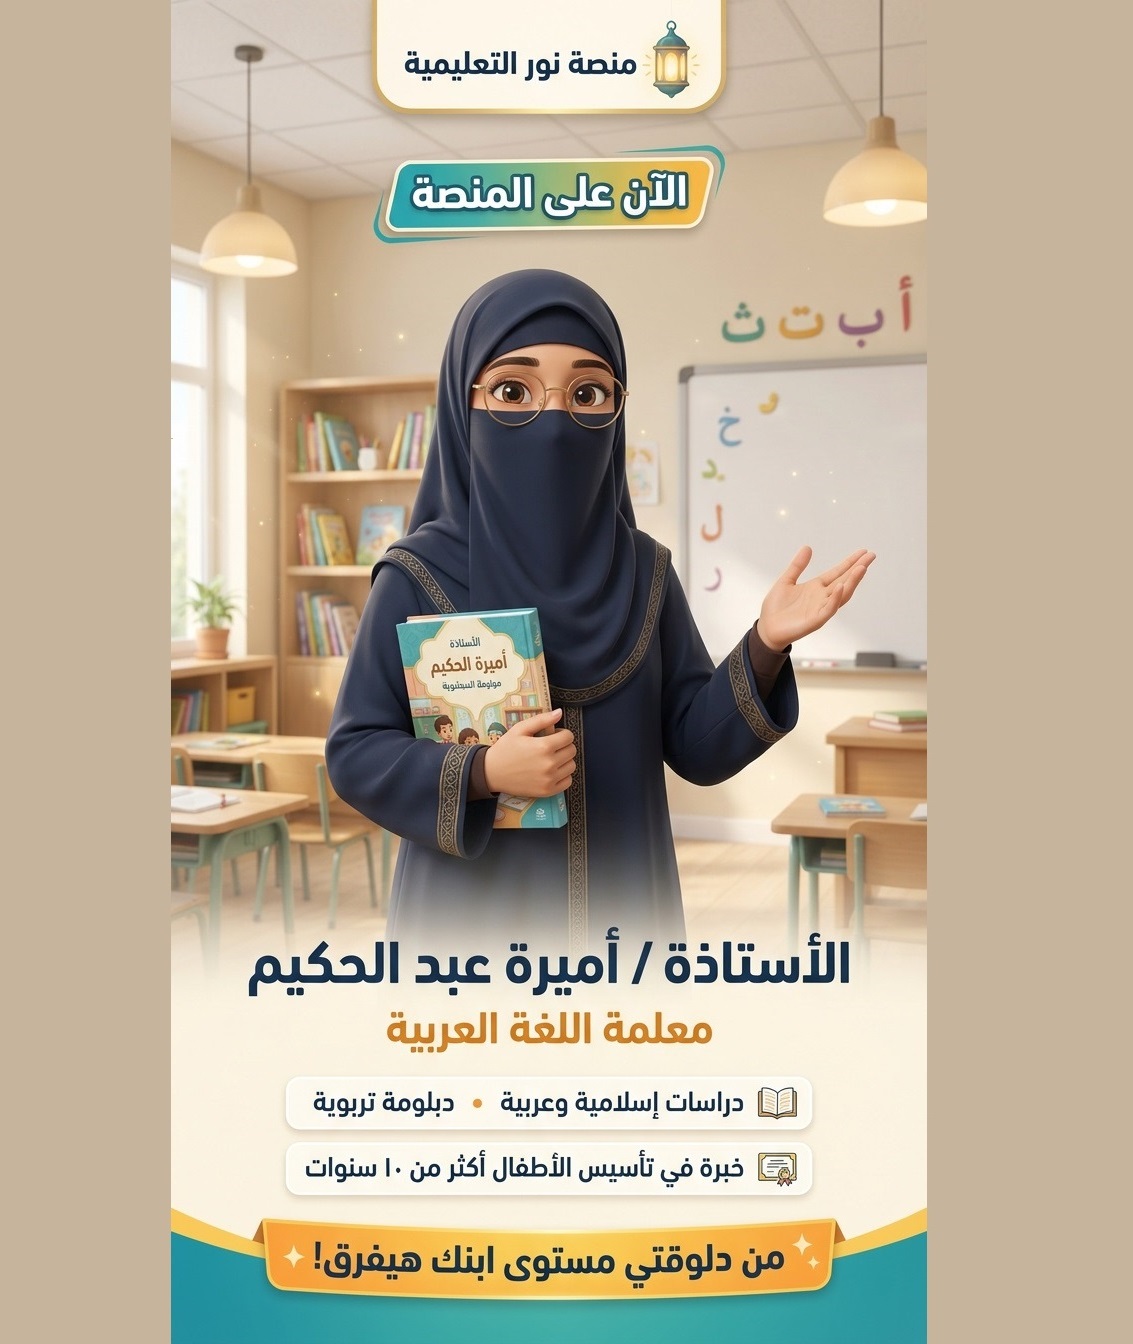 منصة نور التعليمية
الآن على المنصة
أ ب ت ث
و
خ
د
ل
ر
الأستاذة
أميرة الحكيم
الأستاذة / أميرة عبد الحكيم
معلمة اللغة العربية
دراسات إسلامية وعربية • دبلومة تربوية
خبرة في تأسيس الأطفال أكثر من ١٠ سنوات
من دلوقتي مستوى ابنك هيفرق!